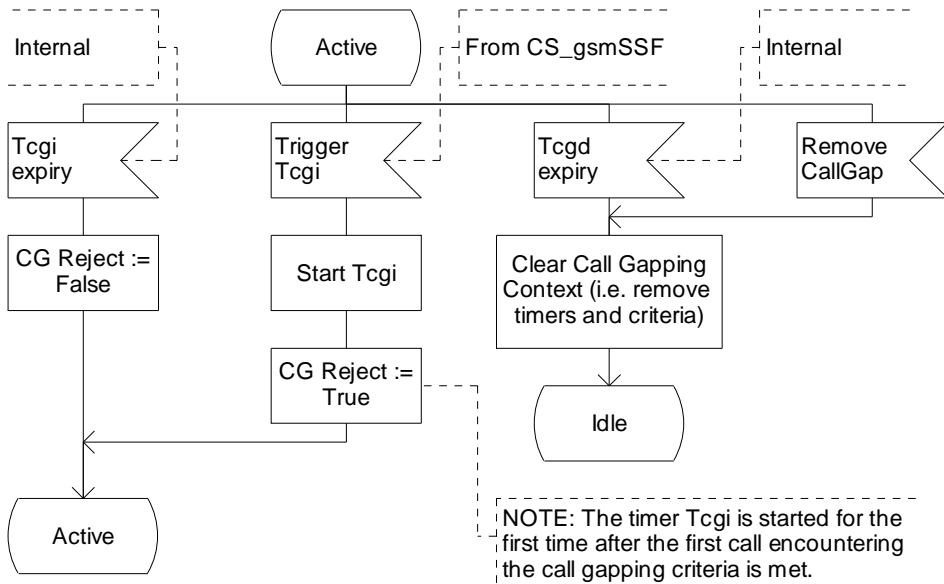 Internal
Active
From CS_gsmSSF
Internal
Tcgi
expiry
Trigger
Tcgi
Tcgd
expiry
Remove
CallGap
CG Reject :=
False
Start Tcgi
Clear Call Gapping
Context (i.e. remove
timers and criteria)
CG Reject :=
True
Idle
Active
NOTE: The timer Tcgi is started for the
first time after the first call encountering
the call gapping criteria is met.